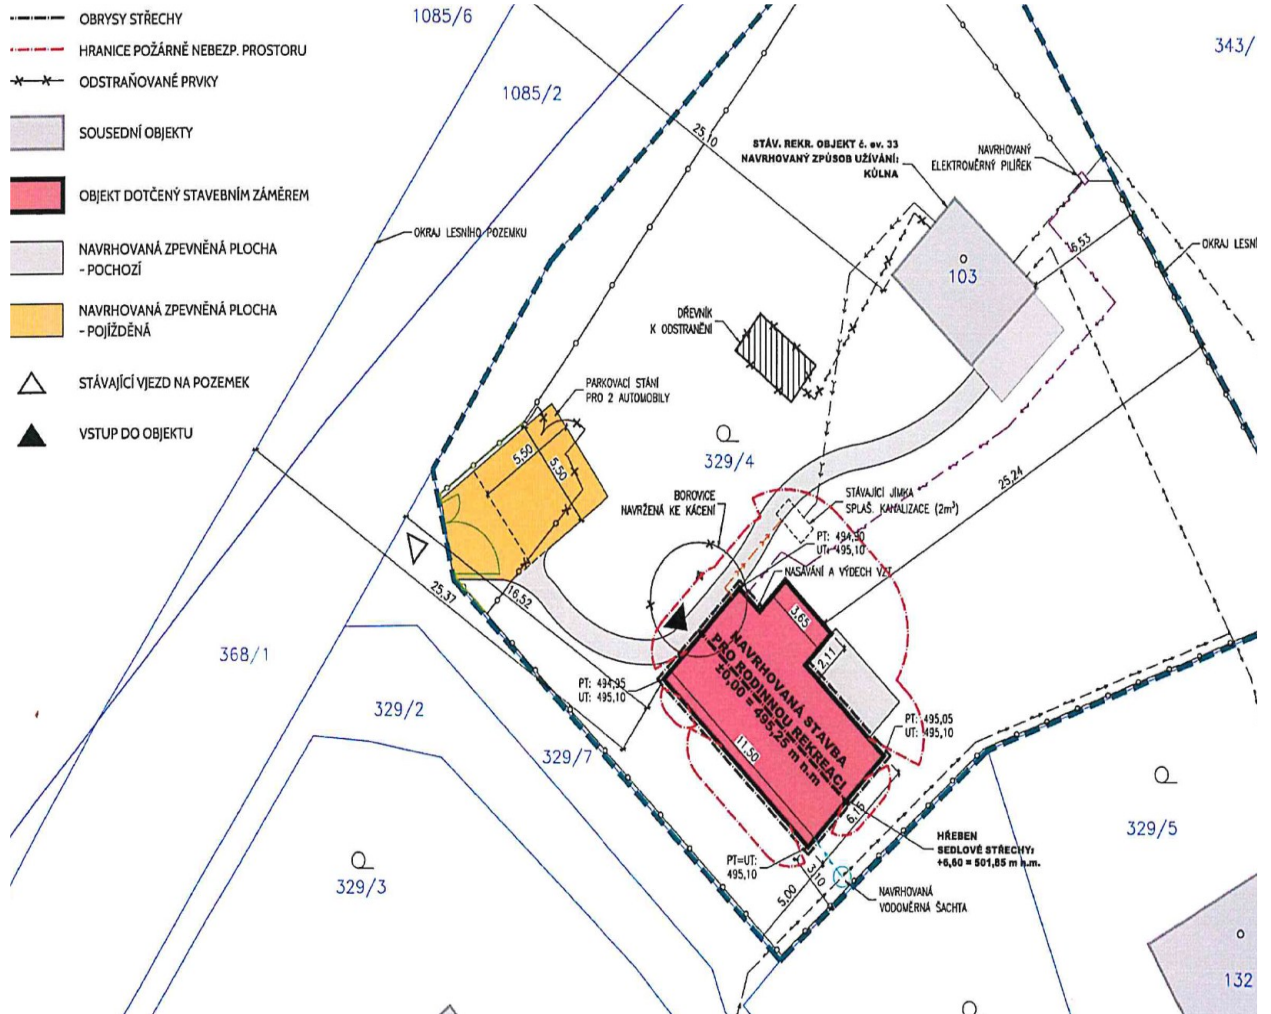 OBRYSY STŘECHY
HRANICE POŽÁRNĚ NEBEZP. PROSTORU
ODSTRAŇOVANÉ PRVKY
SOUSEDNÍ OBJEKTY
OBJEKT DOTČENÝ STAVEBNÍM ZÁMĚREM
NAVRHOVANÁ ZPEVNĚNÁ PLOCHA
- POCHOZÍ
NAVRHOVANÁ ZPEVNĚNÁ PLOCHA
- POJÍŽDĚNÁ
STÁVAJÍCÍ VJEZD NA POZEMEK
VSTUP DO OBJEKTU
1085/6
1085/2
343/
OKRAJ LESNÍHO POZEMKU
25,10
STÁV. REKR. OBJEKT č. ev. 33
NAVRHOVANÝ ZPŮSOB UŽÍVÁNÍ:
KŮLNA
NAVRHOVANÝ
ELEKTROMĚRNÝ PILÍŘEK
6,53
OKRAJ LESNÍ
103
DŘEVNÍK
K ODSTRANĚNÍ
PARKOVACÍ STÁNÍ
PRO 2 AUTOMOBILY
5,50
5,50
329/4
25,24
BOROVICE
NAVRŽENÁ KE KÁCENÍ
STÁVAJÍCÍ JÍMKA
SPLAŠ. KANALIZACE (2m³)
PT: 494,90
UT: 495,10
NASÁVÁNÍ A VÝDECH VZT
25,37
16,52
3,65
2,11
368/1
PT: 494,95
UT: 495,10
NAVRHOVANÁ STAVBA
PRO RODINNOU REKREACI
±0,00 = 495,25 m n.m
11,50
PT: 495,05
UT: 495,10
329/2
329/7
6,15
HŘEBEN
SEDLOVÉ STŘECHY:
+6,60 = 501,85 m n.m.
329/5
PT=UT:
495,10
3,10
5,00
NAVRHOVANÁ
VODOMĚRNÁ ŠACHTA
329/3
132